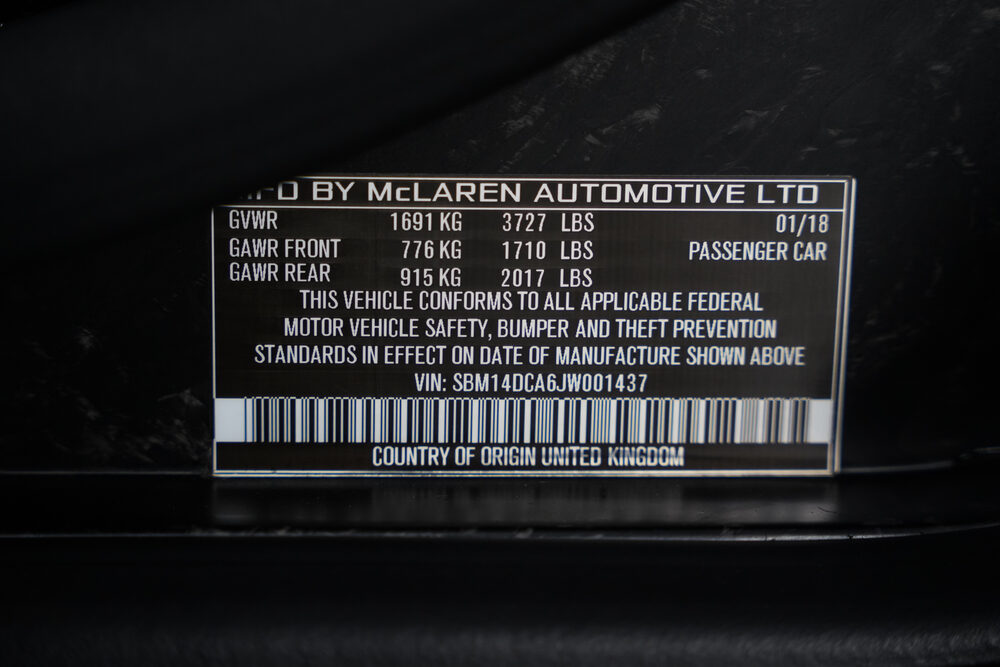 MFD BY McLAREN AUTOMOTIVE LTD
GVWR 1691 KG 3727 LBS 01/18
GAWR FRONT 776 KG 1710 LBS PASSENGER CAR
GAWR REAR 915 KG 2017 LBS
THIS VEHICLE CONFORMS TO ALL APPLICABLE FEDERAL
MOTOR VEHICLE SAFETY, BUMPER AND THEFT PREVENTION
STANDARDS IN EFFECT ON DATE OF MANUFACTURE SHOWN ABOVE
VIN: SBM14DCA6JW001437
COUNTRY OF ORIGIN UNITED KINGDOM